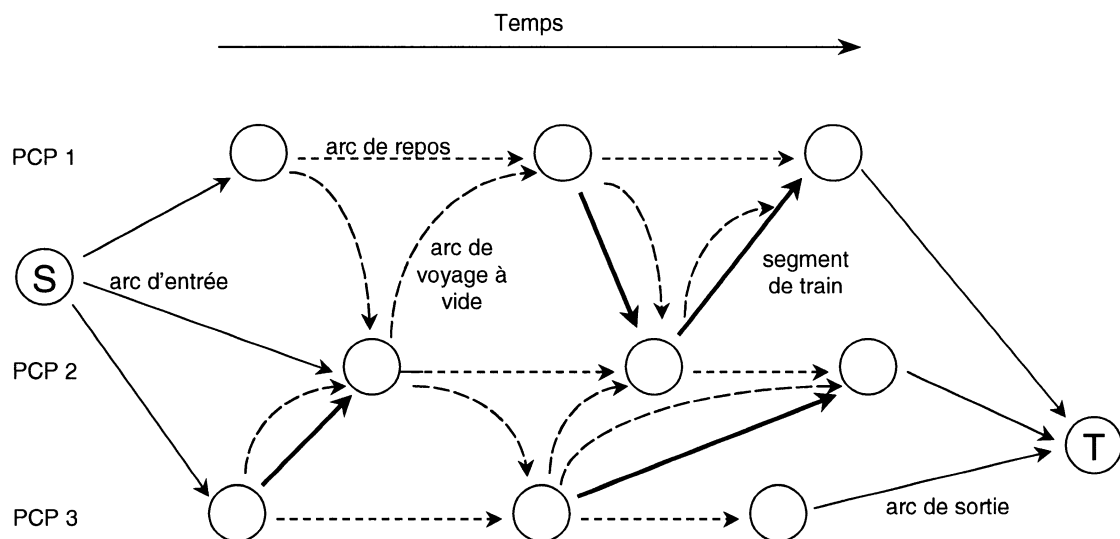 Temps
PCP 1
arc de repos
S
arc d'entrée
arc de
voyage à
vide
segment
de train
PCP 2
T
PCP 3
arc de sortie